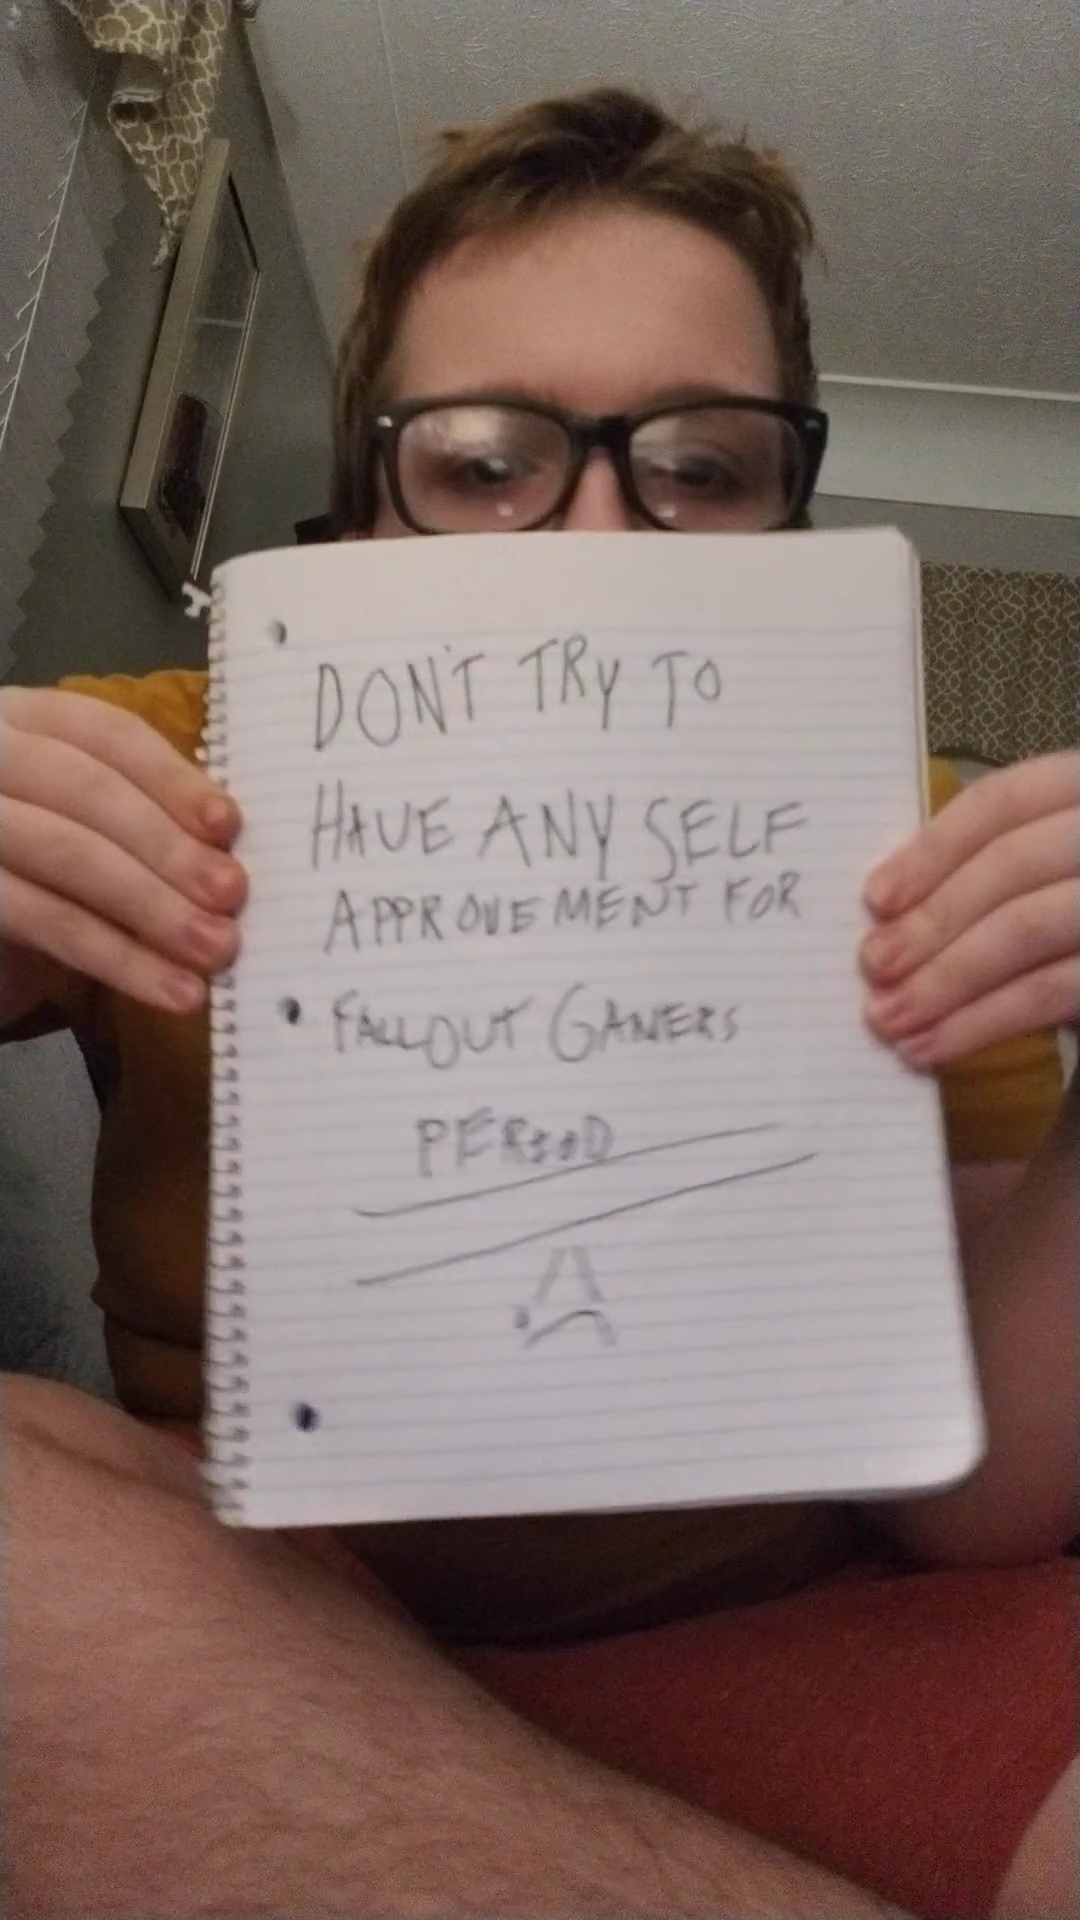 DON'T TRY TO
HAVE ANY SELF
APPROVEMENT FOR
FALLOUT GAMERS
PERIOD